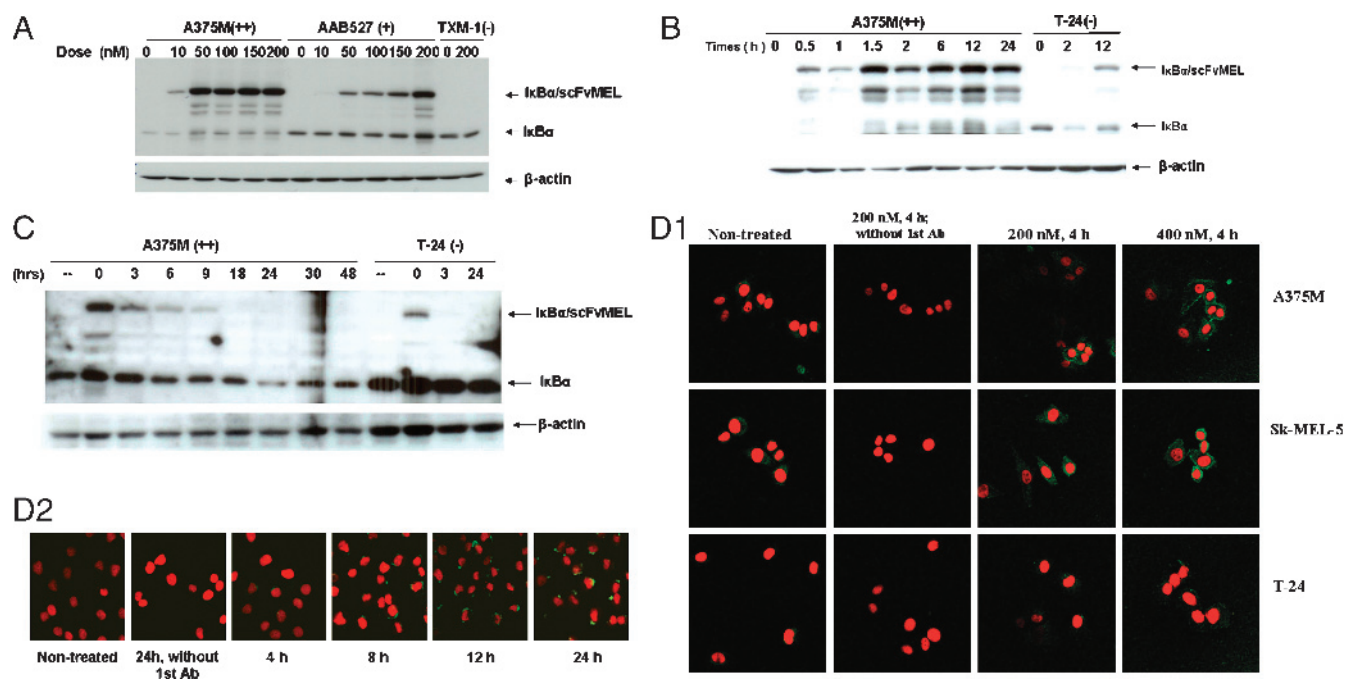 A
A375M(++) AAB527 (+) TXM-1(-)
Dose (nM) 0 10 50 100 150 200 0 10 50 100 150 200 0 200
IκBα/scFvMEL
IκBα
β-actin
B
A375M(++) T-24(-)
Times ( h ) 0 0.5 1 1.5 2 6 12 24 0 2 12
IκBα/scFvMEL
IκBα
β-actin
C
A375M (++) T-24 (-)
(hrs) -- 0 3 6 9 18 24 30 48 -- 0 3 24
IκBα/scFvMEL
IκBα
β-actin
D1
Non-treated
200 nM, 4 h;
without 1st Ab
200 nM, 4 h
400 nM, 4 h
A375M
Sk-MEL-5
T-24
D2
Non-treated
24h, without
1st Ab
4 h
8 h
12 h
24 h